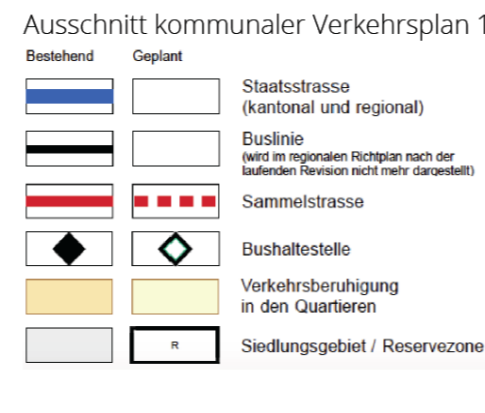 Ausschnitt kommunaler Verkehrsplan 1
Bestehend Geplant
Staatsstrasse
(kantonal und regional)
Buslinie
(wird im regionalen Richtplan nach der
laufenden Revision nicht mehr dargestellt)
Sammelstrasse
Bushaltestelle
Verkehrsberuhigung
in den Quartieren
R Siedlungsgebiet / Reservezone